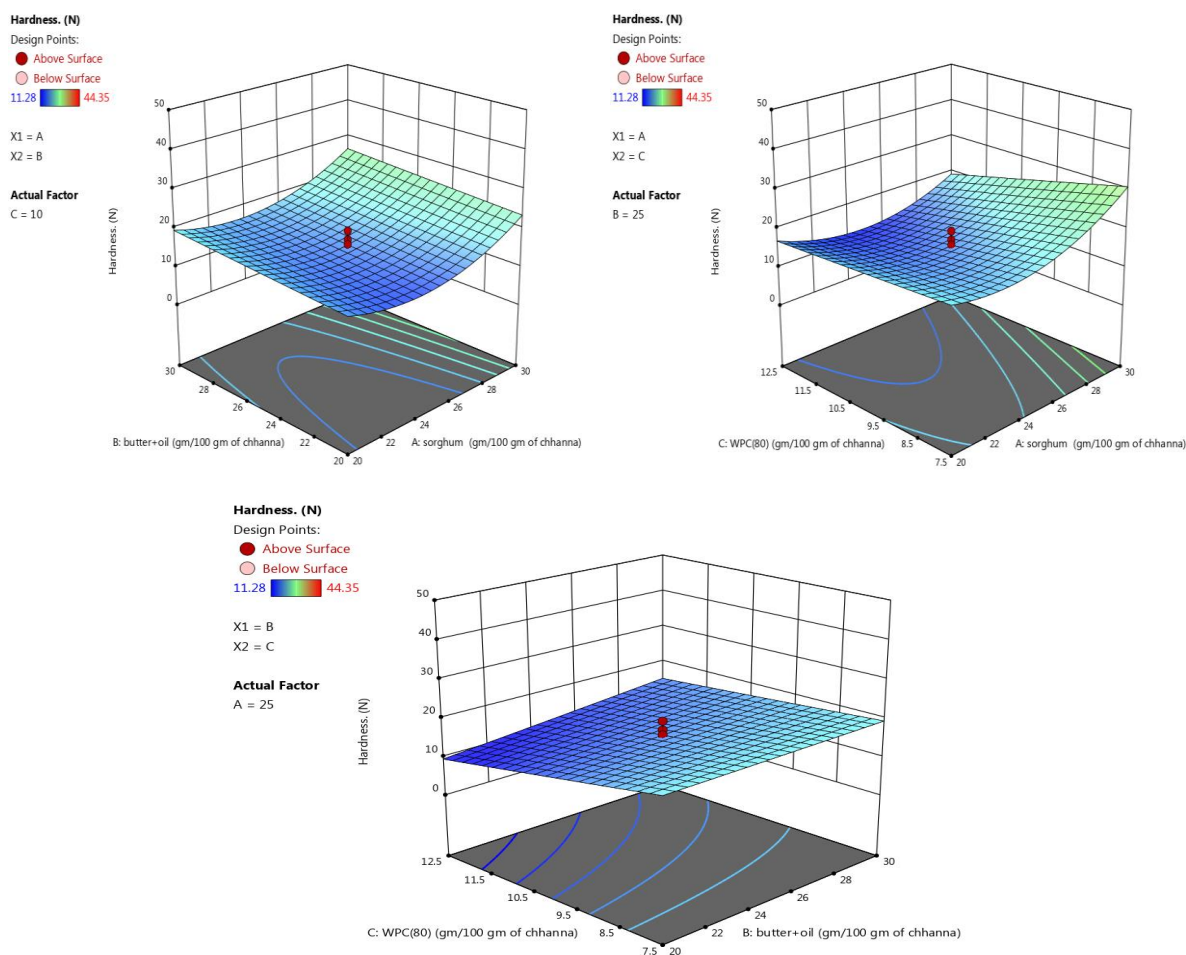 Hardness. (N)
Design Points:
Above Surface
Below Surface
11.28 44.35
X1 = A
X2 = B
Actual Factor
C = 10
50
40
30
20
10
0
Hardness. (N)
30
28
26
24
22
20
B: butter+oil (gm/100 gm of chhanna)
20
22
24
26
28
30
A: sorghum (gm/100 gm of chhanna)
Hardness. (N)
Design Points:
Above Surface
Below Surface
11.28 44.35
X1 = A
X2 = C
Actual Factor
B = 25
50
40
30
20
10
0
Hardness. (N)
12.5
11.5
10.5
9.5
8.5
7.5
C: WPC(80) (gm/100 gm of chhanna)
20
22
24
26
28
30
A: sorghum (gm/100 gm of chhanna)
Hardness. (N)
Design Points:
Above Surface
Below Surface
11.28 44.35
X1 = B
X2 = C
Actual Factor
A = 25
50
40
30
20
10
0
Hardness. (N)
12.5
11.5
10.5
9.5
8.5
7.5
C: WPC(80) (gm/100 gm of chhanna)
20
22
24
26
28
30
B: butter+oil (gm/100 gm of chhanna)